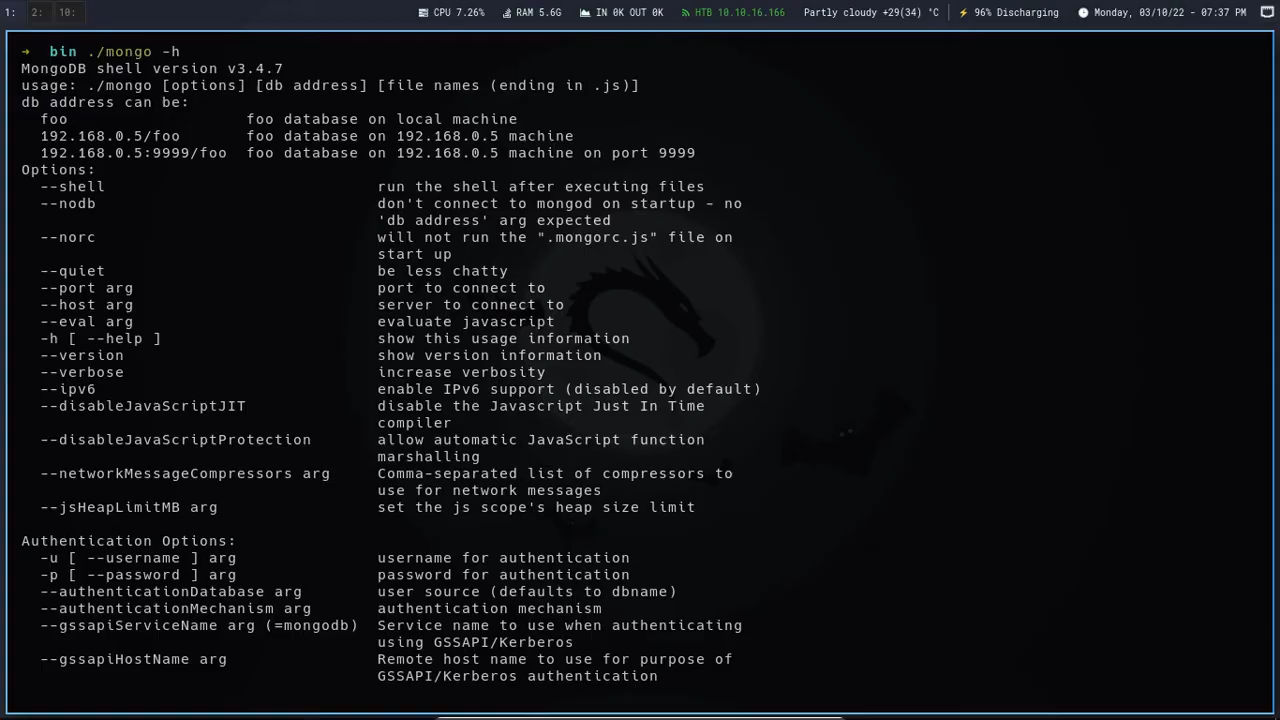 1: 2: 10: CPU 7.26% RAM 5.6G IN 0K OUT 0K HTB 10.10.16.166 Partly cloudy +29(34) °C 96% Discharging Monday, 03/10/22 - 07:37 PM
➜ bin ./mongo -h
MongoDB shell version v3.4.7
usage: ./mongo [options] [db address] [file names (ending in .js)]
db address can be:
foo foo database on local machine
192.168.0.5/foo foo database on 192.168.0.5 machine
192.168.0.5:9999/foo foo database on 192.168.0.5 machine on port 9999
Options:
--shell run the shell after executing files
--nodb don't connect to mongod on startup - no
'db address' arg expected
--norc will not run the ".mongorc.js" file on
start up
--quiet be less chatty
--port arg port to connect to
--host arg server to connect to
--eval arg evaluate javascript
-h [ --help ] show this usage information
--version show version information
--verbose increase verbosity
--ipv6 enable IPv6 support (disabled by default)
--disableJavaScriptJIT disable the Javascript Just In Time
compiler
--disableJavaScriptProtection allow automatic JavaScript function
marshalling
--networkMessageCompressors arg Comma-separated list of compressors to
use for network messages
--jsHeapLimitMB arg set the js scope's heap size limit
Authentication Options:
-u [ --username ] arg username for authentication
-p [ --password ] arg password for authentication
--authenticationDatabase arg user source (defaults to dbname)
--authenticationMechanism arg authentication mechanism
--gssapiServiceName arg (=mongodb) Service name to use when authenticating
using GSSAPI/Kerberos
--gssapiHostName arg Remote host name to use for purpose of
GSSAPI/Kerberos authentication